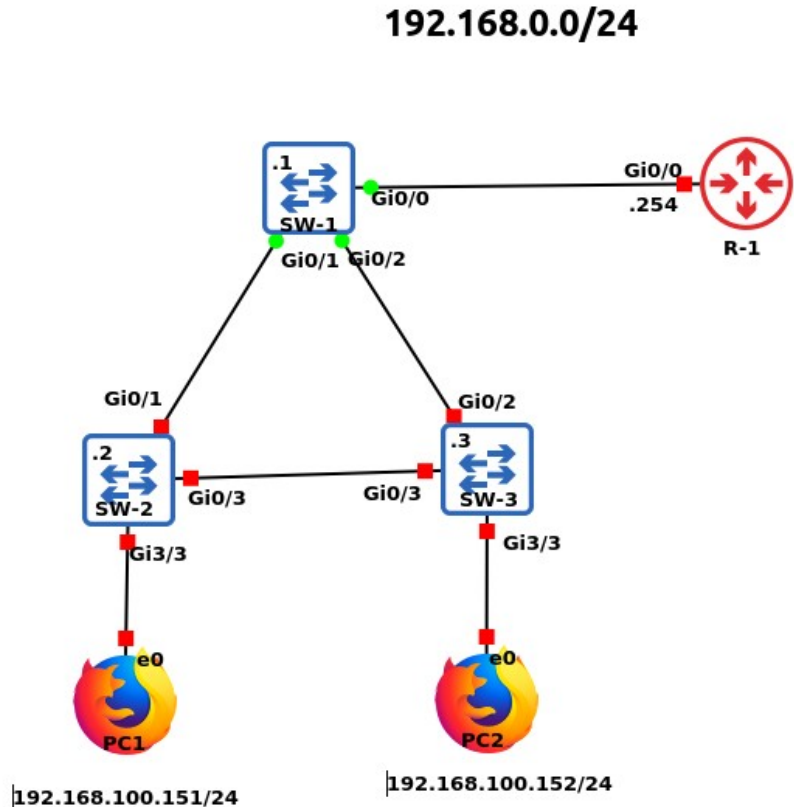 192.168.0.0/24
.1
SW-1
Gi0/0
Gi0/0
.254
R-1
Gi0/1
Gi0/2
Gi0/1
Gi0/2
.2
SW-2
Gi0/3
Gi0/3
.3
SW-3
Gi3/3
Gi3/3
e0
PC1
e0
PC2
192.168.100.151/24
192.168.100.152/24